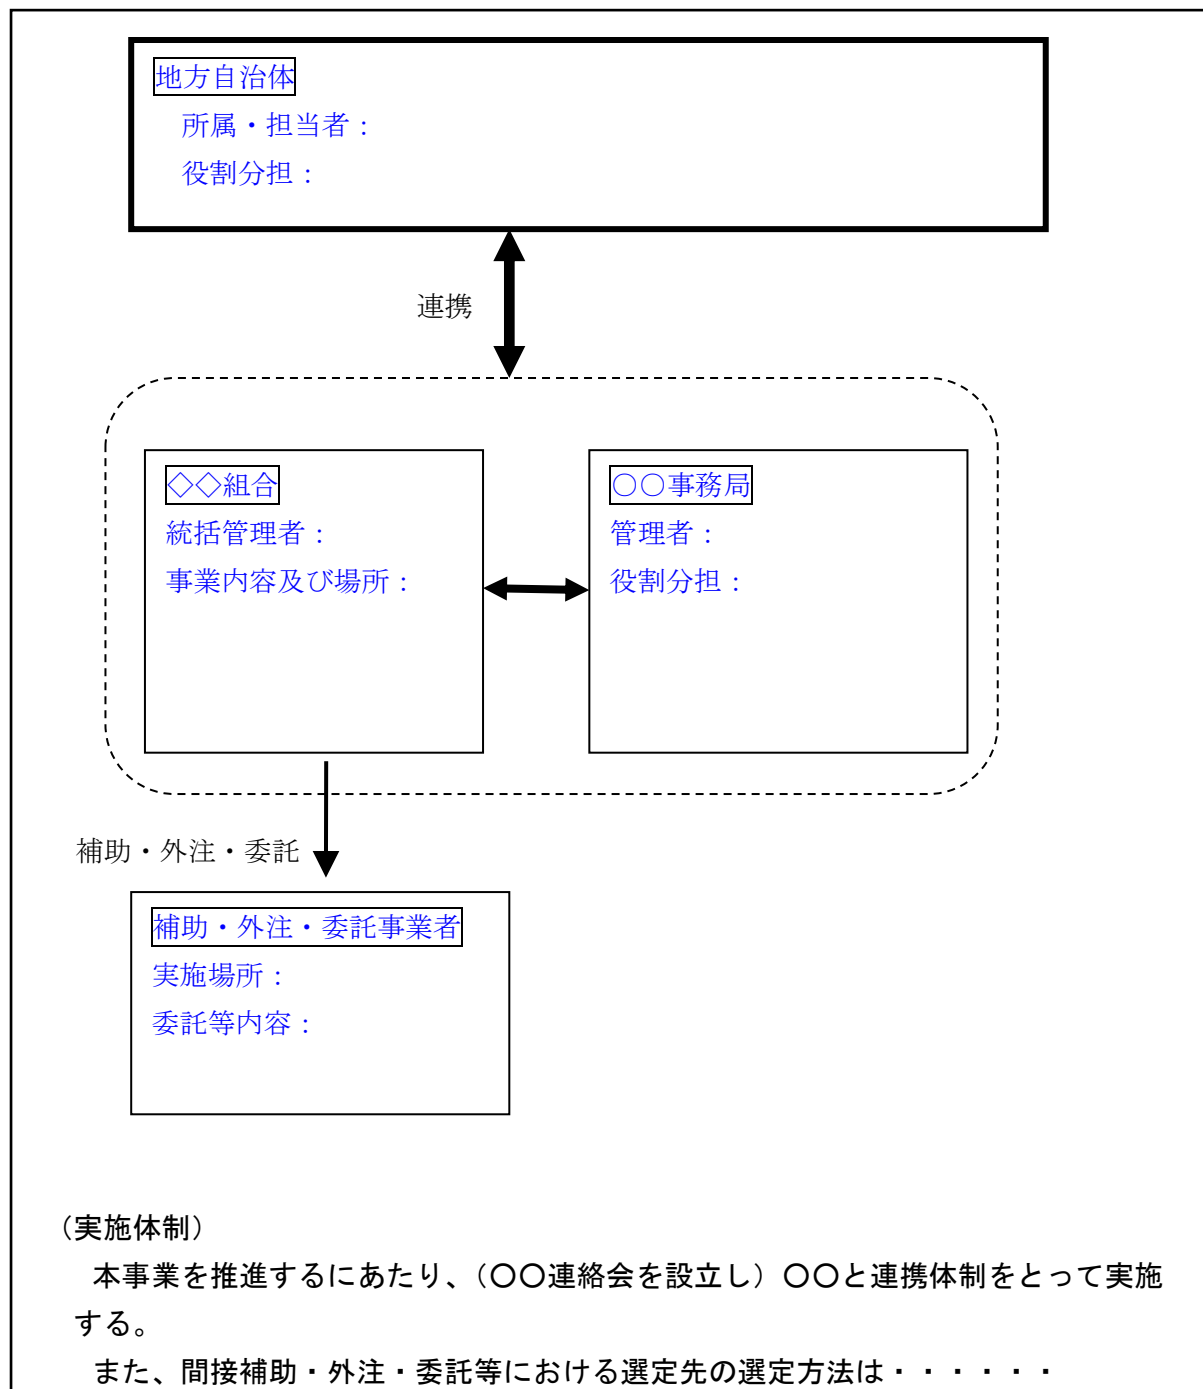 地方自治体
所属・担当者：
役割分担：
連携
◇◇組合
統括管理者：
事業内容及び場所：
○○事務局
管理者：
役割分担：
補助・外注・委託
補助・外注・委託事業者
実施場所：
委託等内容：
（実施体制）
本事業を推進するにあたり、（〇〇連絡会を設立し）〇〇と連携体制をとって実施
する。
また、間接補助・外注・委託等における選定先の選定方法は・・・・・・